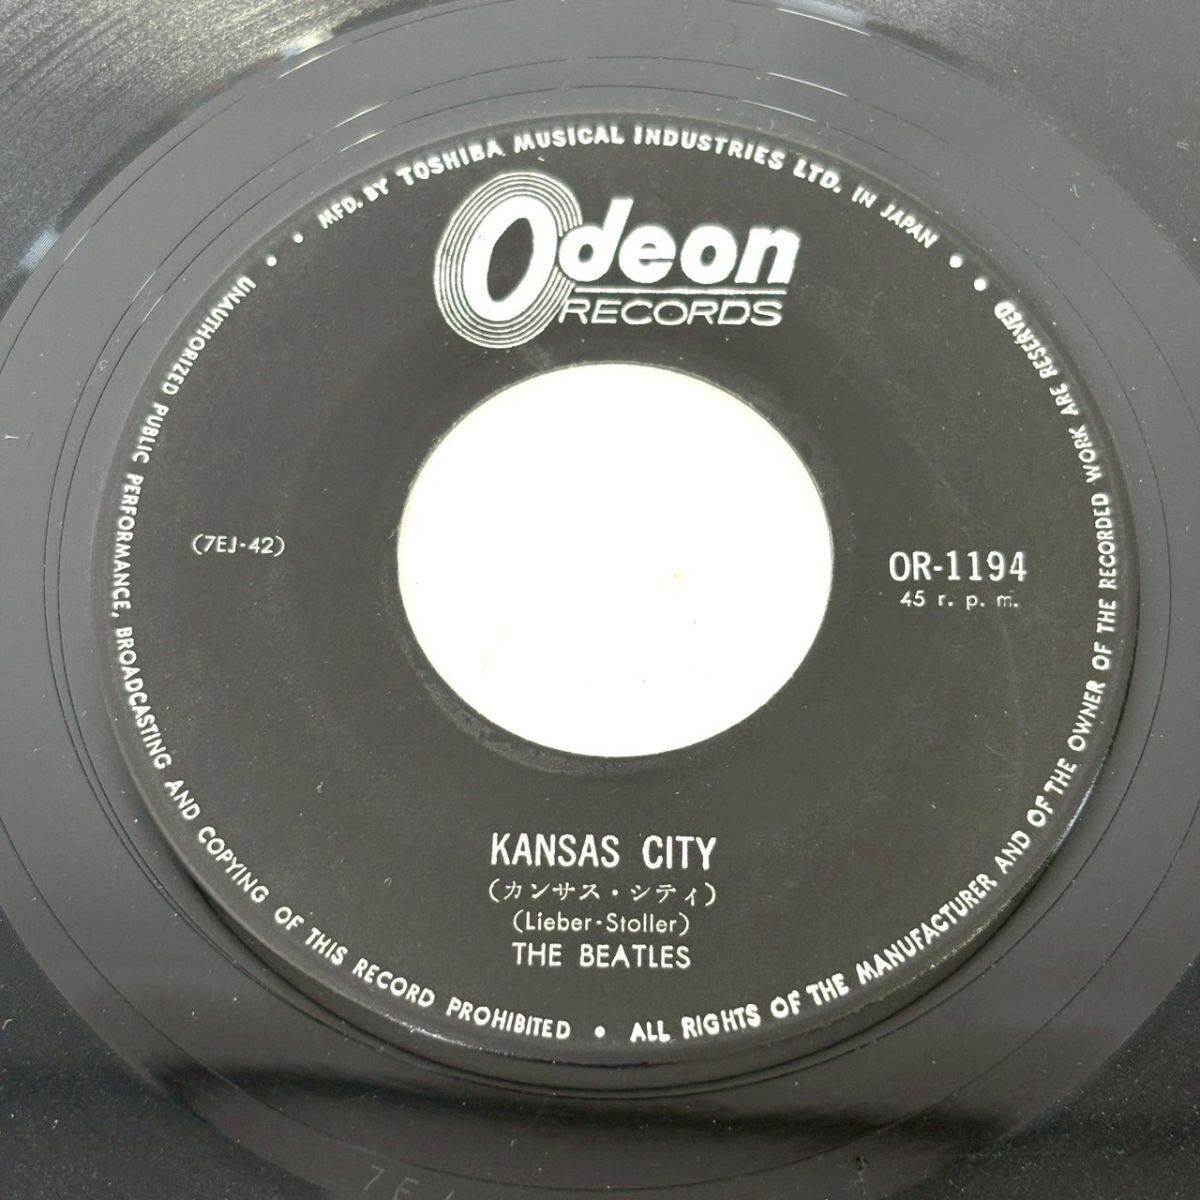 MFD. BY TOSHIBA MUSICAL INDUSTRIES LTD. IN JAPAN
Odeon
RECORDS
(7EJ-42)
OR-1194
45 r. p. m.
KANSAS CITY
(カンサス・シティ)
(Lieber-Stoller)
THE BEATLES
UNAUTHORIZED PUBLIC PERFORMANCE, BROADCASTING AND COPYING OF THIS RECORD PROHIBITED • ALL RIGHTS OF THE MANUFACTURER AND OF THE OWNER OF THE RECORDED WORK ARE RESERVED